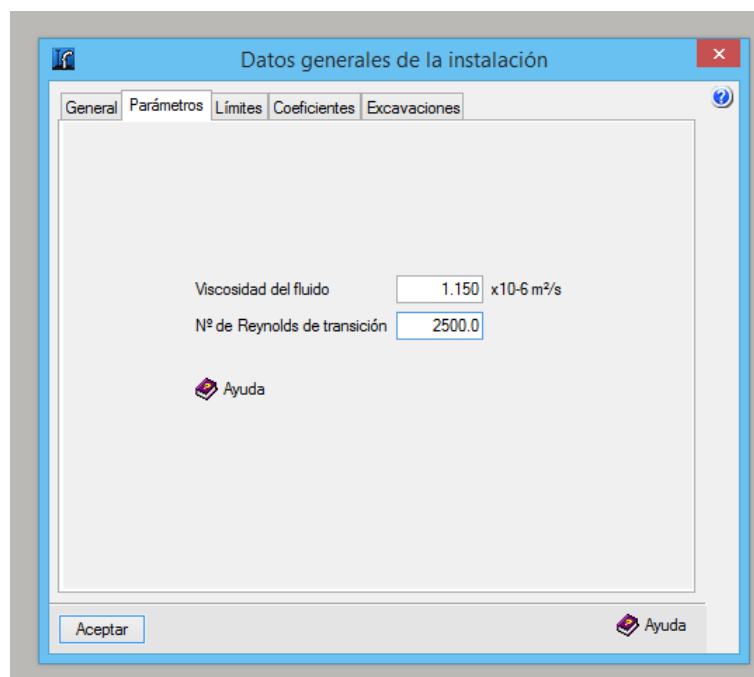 Datos generales de la instalación
General Parámetros Límites Coeficientes Excavaciones
Viscosidad del fluido 1.150 x10-6 m²/s
Nº de Reynolds de transición 2500.0
Ayuda
Aceptar Ayuda